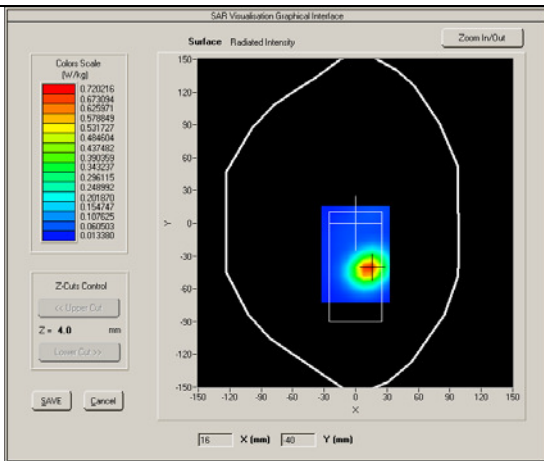 SAR Visualisation Graphical Interface
Surface Radiated Intensity
Zoom In/Out
Colors Scale
(W/kg)
0.720216
0.673094
0.625971
0.578849
0.531727
0.484604
0.437482
0.390359
0.343237
0.296115
0.248992
0.201870
0.154747
0.107625
0.060503
0.013380
Z-Cuts Control
<< Upper Cut
Z = 4.0 mm
Lower Cut >>
SAVE Cancel
150-
120-
90-
60-
30-
0-
-30-
-60-
-90-
-120-
-150-
Y
-150 -120 -90 -60 -30 0 30 60 90 120 150
X
16 X (mm) -40 Y (mm)